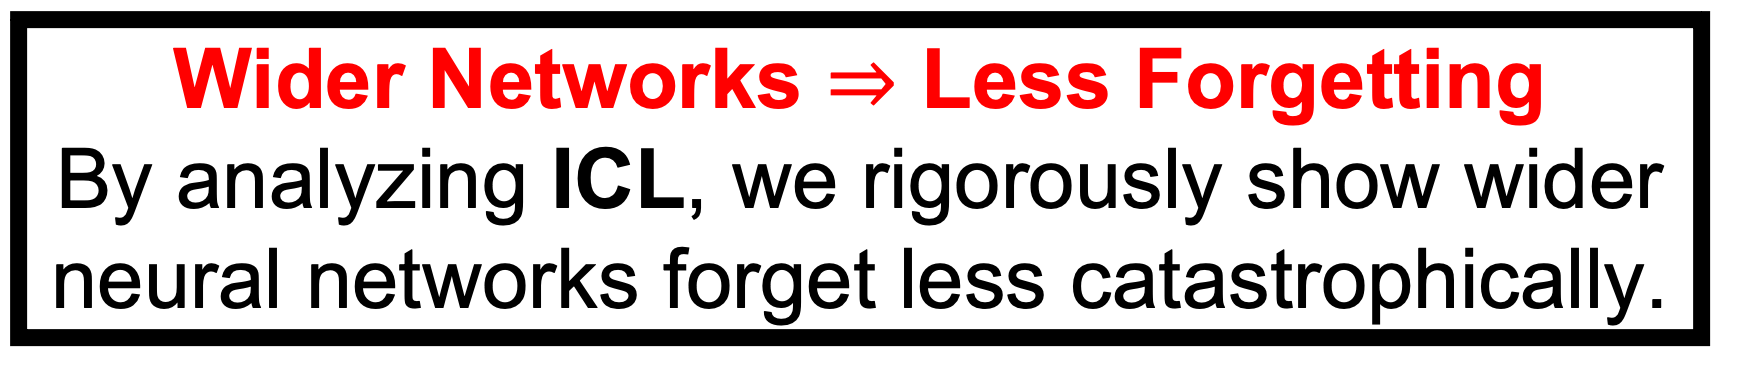 Wider Networks ⇒ Less Forgetting
By analyzing ICL, we rigorously show wider
neural networks forget less catastrophically.